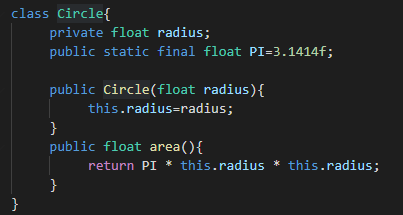 class Circle{
    private float radius;
    public static final float PI=3.1414f;

    public Circle(float radius){
        this.radius=radius;
    }
    public float area(){
        return PI * this.radius * this.radius;
    }
}